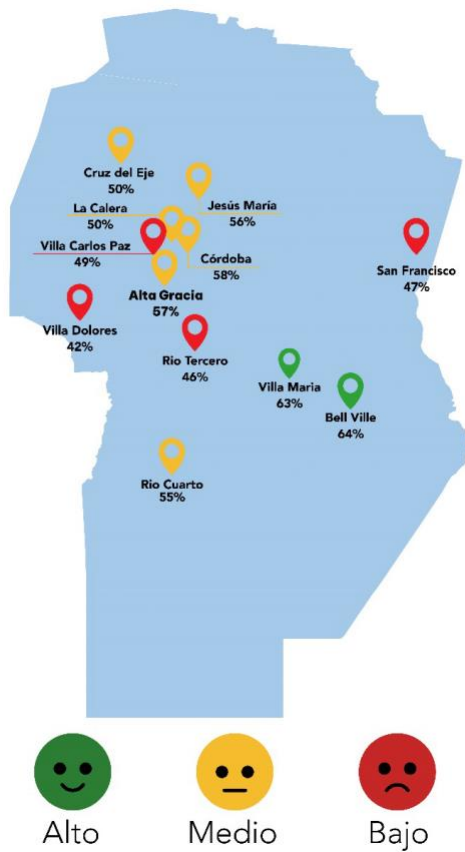 Cruz del Eje
50%
La Calera
50%
Jesús María
56%
Villa Carlos Paz
49%
Córdoba
58%
San Francisco
47%
Alta Gracia
57%
Villa Dolores
42%
Rio Tercero
46%
Villa Maria
63%
Bell Ville
64%
Rio Cuarto
55%
Alto
Medio
Bajo